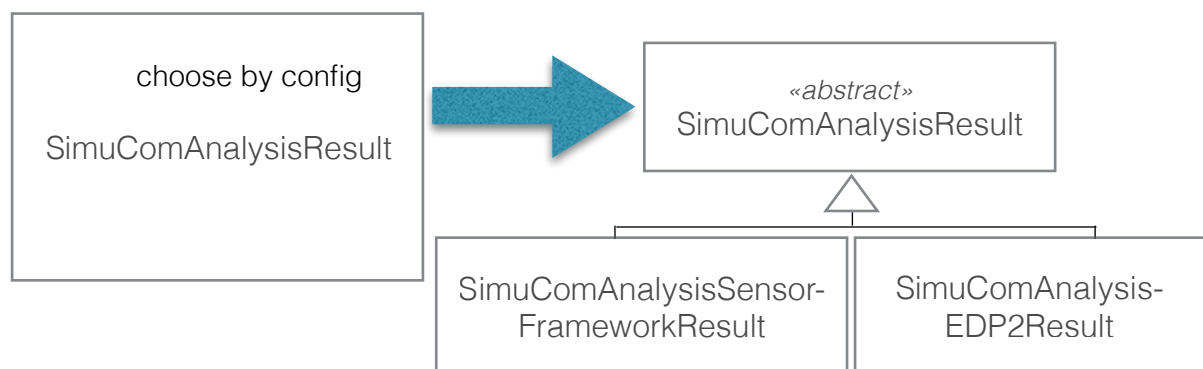 choose by config
SimuComAnalysisResult
«abstract»
SimuComAnalysisResult
SimuComAnalysisSensor-
FrameworkResult
SimuComAnalysis-
EDP2Result